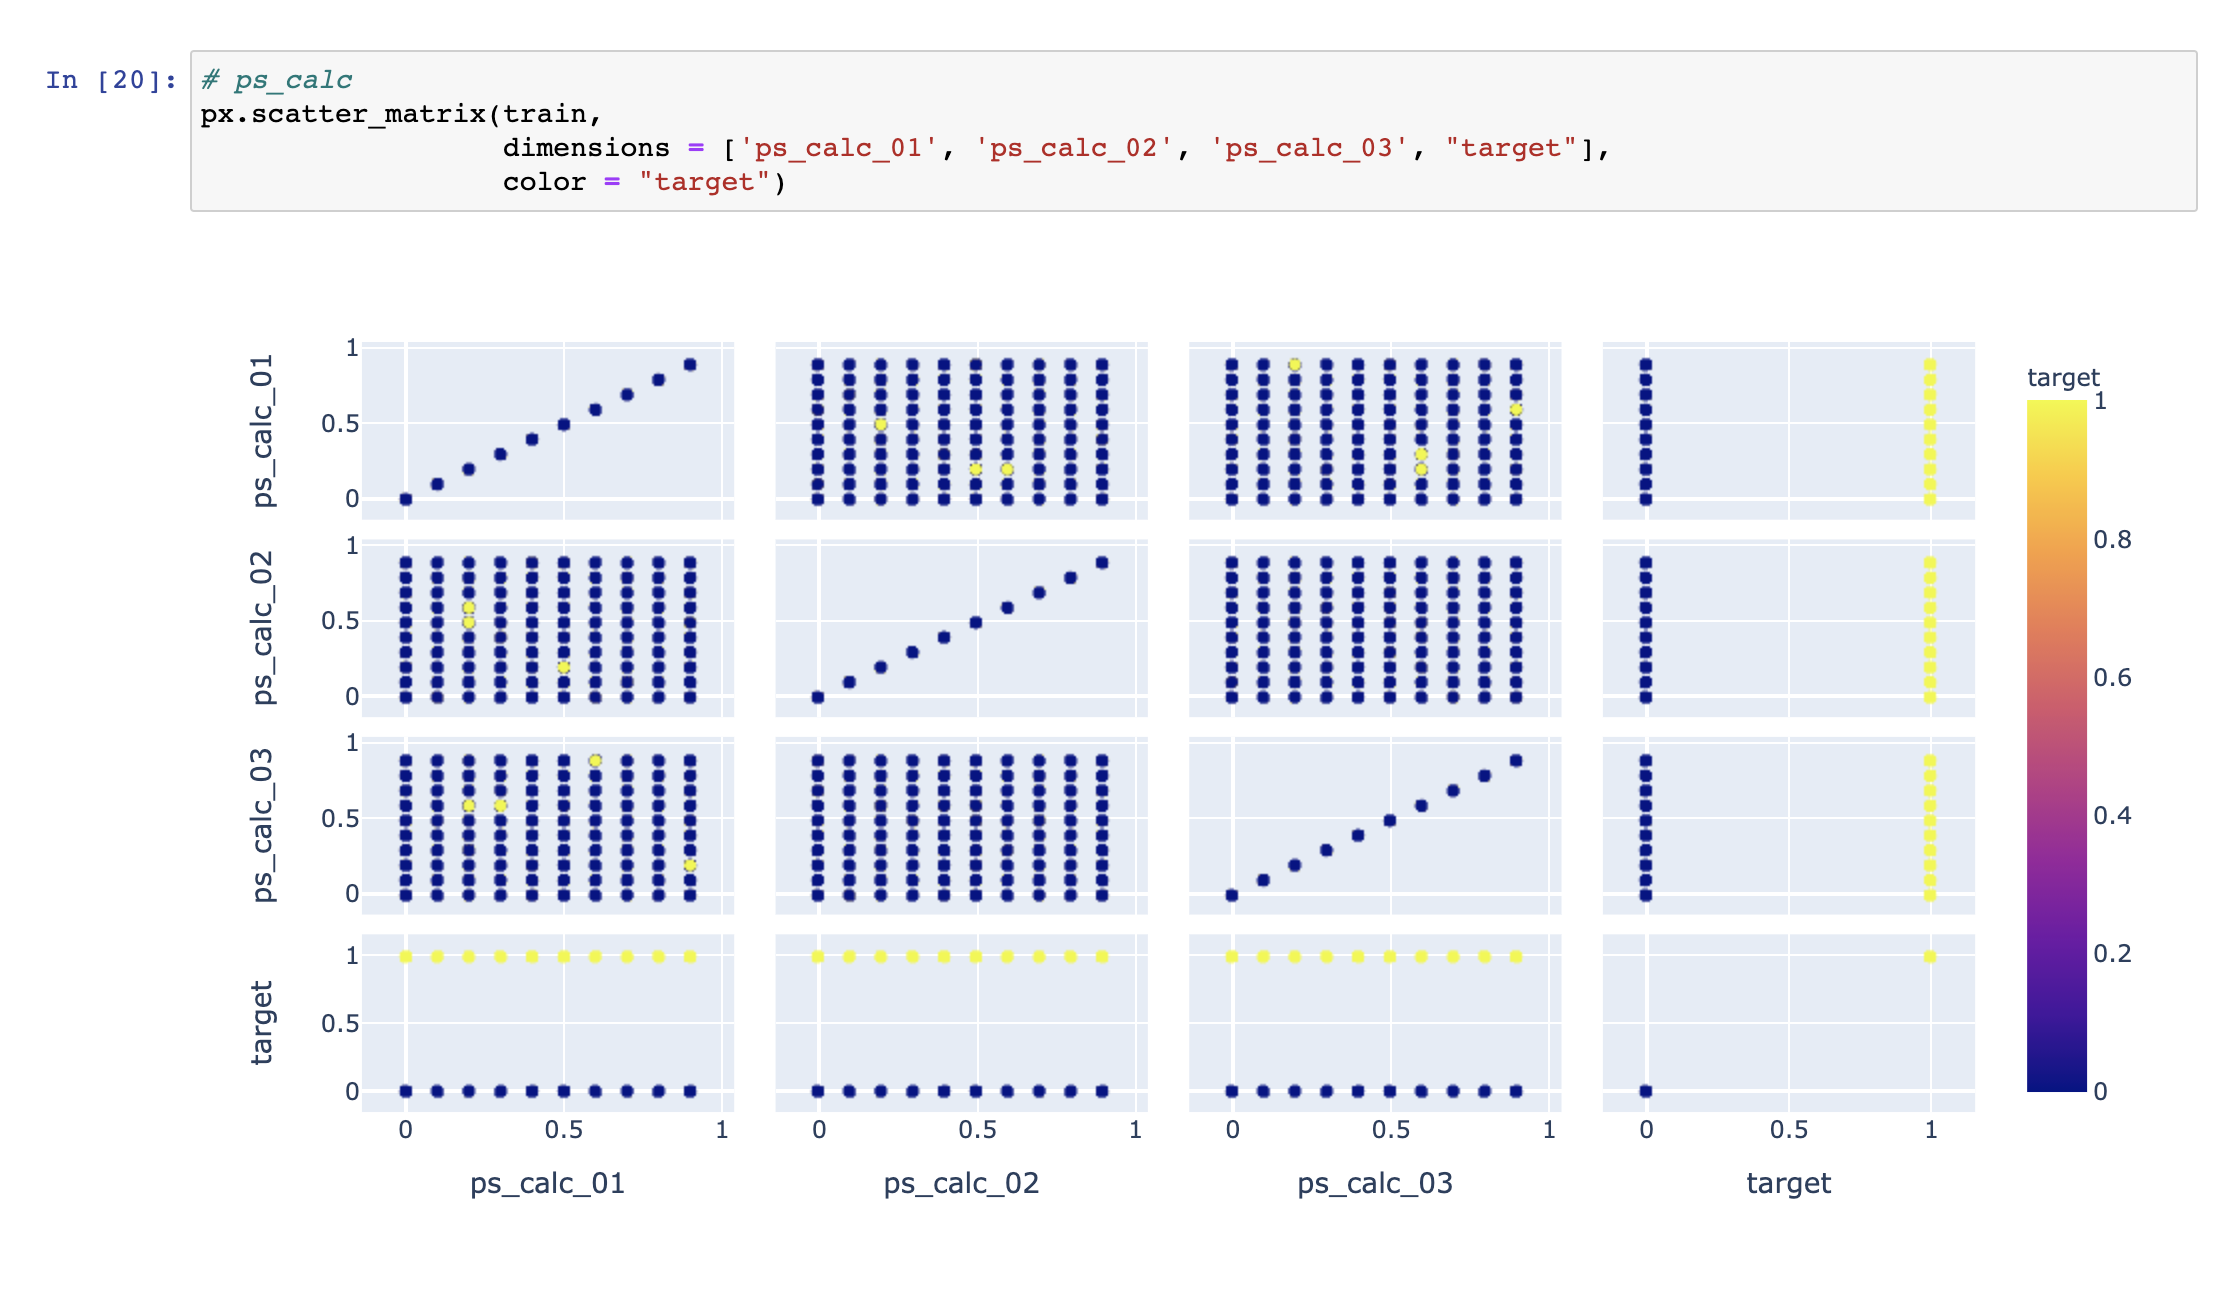 In [20]:
# ps_calc
px.scatter_matrix(train,
dimensions = ['ps_calc_01', 'ps_calc_02', 'ps_calc_03', "target"],
color = "target")
ps_calc_01
1
0.5
0
ps_calc_02
1
0.5
0
ps_calc_03
1
0.5
0
target
1
0.5
0
0
0.5
1
0
0.5
1
0
0.5
1
0
0.5
1
ps_calc_01
ps_calc_02
ps_calc_03
target
target
1
0.8
0.6
0.4
0.2
0